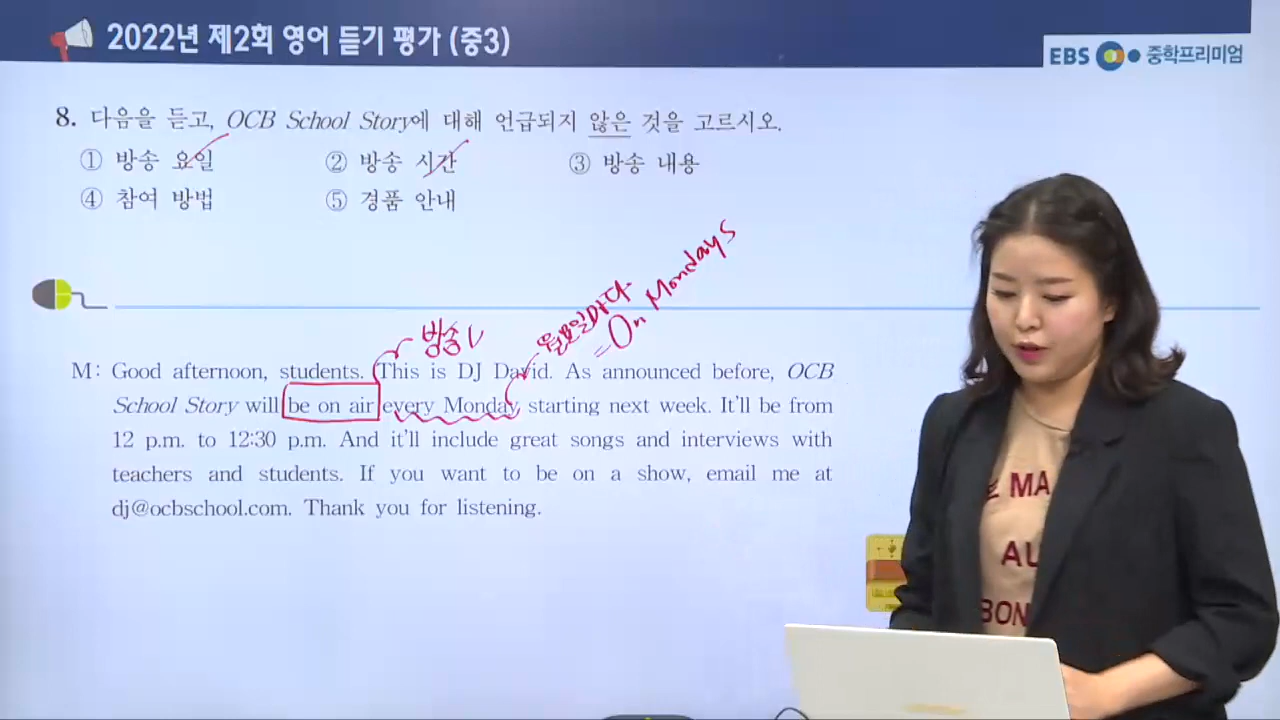 2022년 제2회 영어 듣기 평가 (중3)
EBS 중학프리미엄
8. 다음을 듣고, OCB School Story에 대해 언급되지 않은 것을 고르시오.
① 방송 요일 ② 방송 시간 ③ 방송 내용
④ 참여 방법 ⑤ 경품 안내
월요일마다
= On Mondays
방송
M: Good afternoon, students. This is DJ David. As announced before, OCB
School Story will be on air every Monday, starting next week. It'll be from
12 p.m. to 12:30 p.m. And it'll include great songs and interviews with
teachers and students. If you want to be on a show, email me at
dj@ocbschool.com. Thank you for listening.
MA
AU
BON